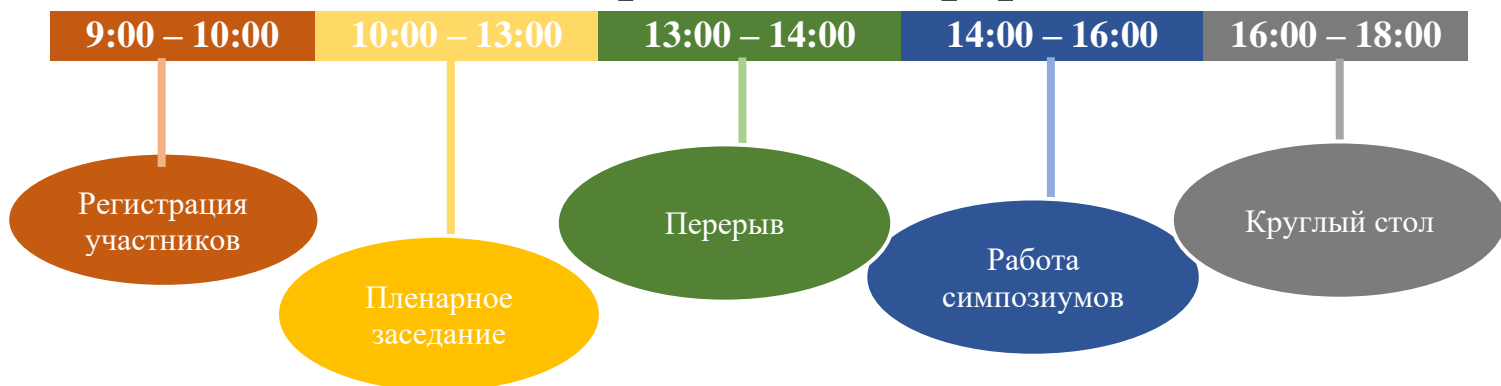 9:00 – 10:00
10:00 – 13:00
13:00 – 14:00
14:00 – 16:00
16:00 – 18:00
Регистрация
участников
Пленарное
заседание
Перерыв
Работа
симпозиумов
Круглый стол